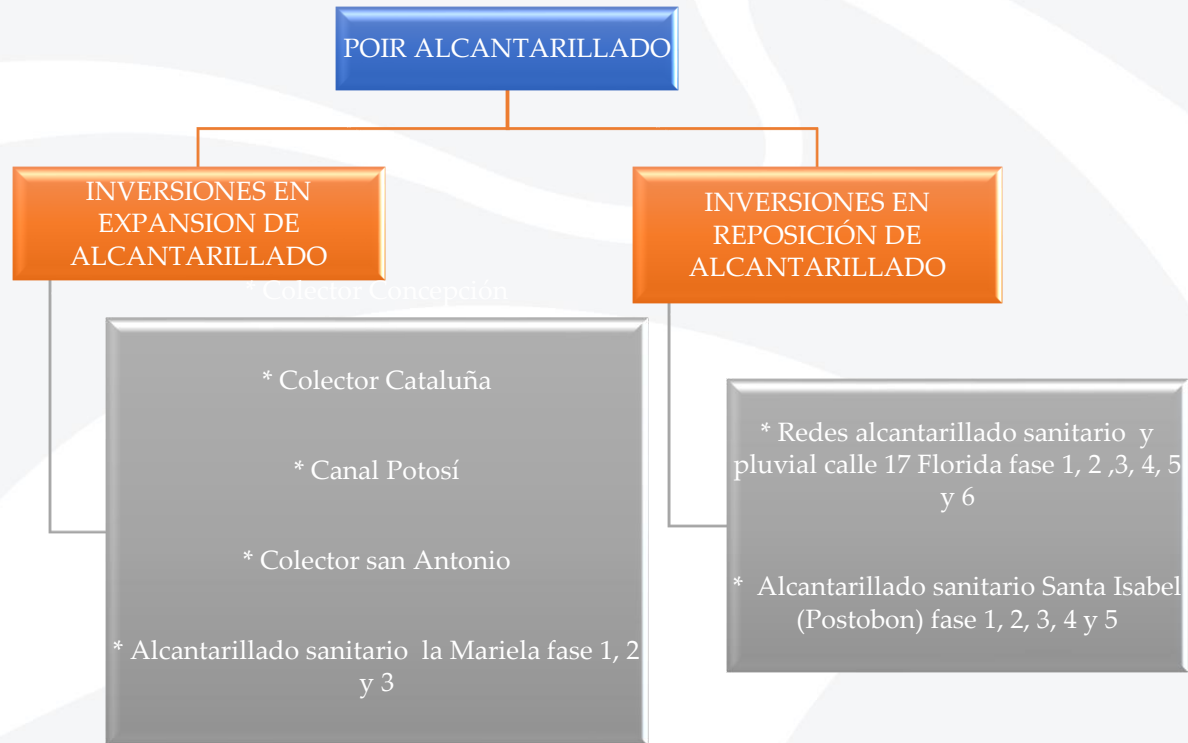 POIR ALCANTARILLADO
INVERSIONES EN
EXPANSION DE
ALCANTARILLADO
* Colector Concepción
* Colector Cataluña
* Canal Potosí
* Colector san Antonio
* Alcantarillado sanitario la Mariela fase 1, 2
y 3
INVERSIONES EN
REPOSICIÓN DE
ALCANTARILLADO
* Redes alcantarillado sanitario y
pluvial calle 17 Florida fase 1, 2 ,3, 4, 5
y 6
* Alcantarillado sanitario Santa Isabel
(Postobon) fase 1, 2, 3, 4 y 5